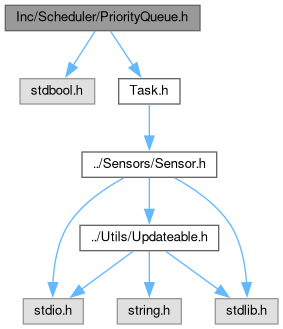 Inc/Scheduler/PriorityQueue.h
stdbool.h
Task.h
../Sensors/Sensor.h
../Utils/Updateable.h
stdio.h
string.h
stdlib.h